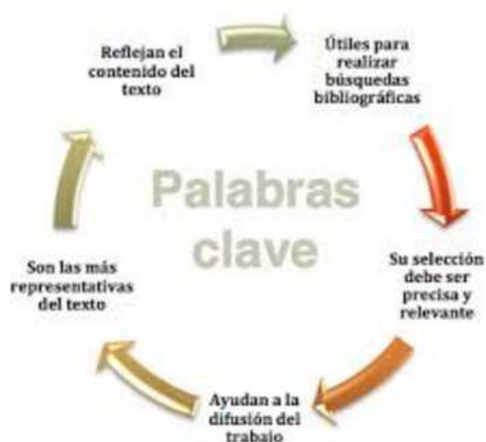 Reflejan el
contenido del
texto
Útiles para
realizar
búsquedas
bibliográficas
Palabras
clave
Su selección
debe ser
precisa y
relevante
Ayudan a la
difusión del
trabajo
Son las más
representativas
del texto